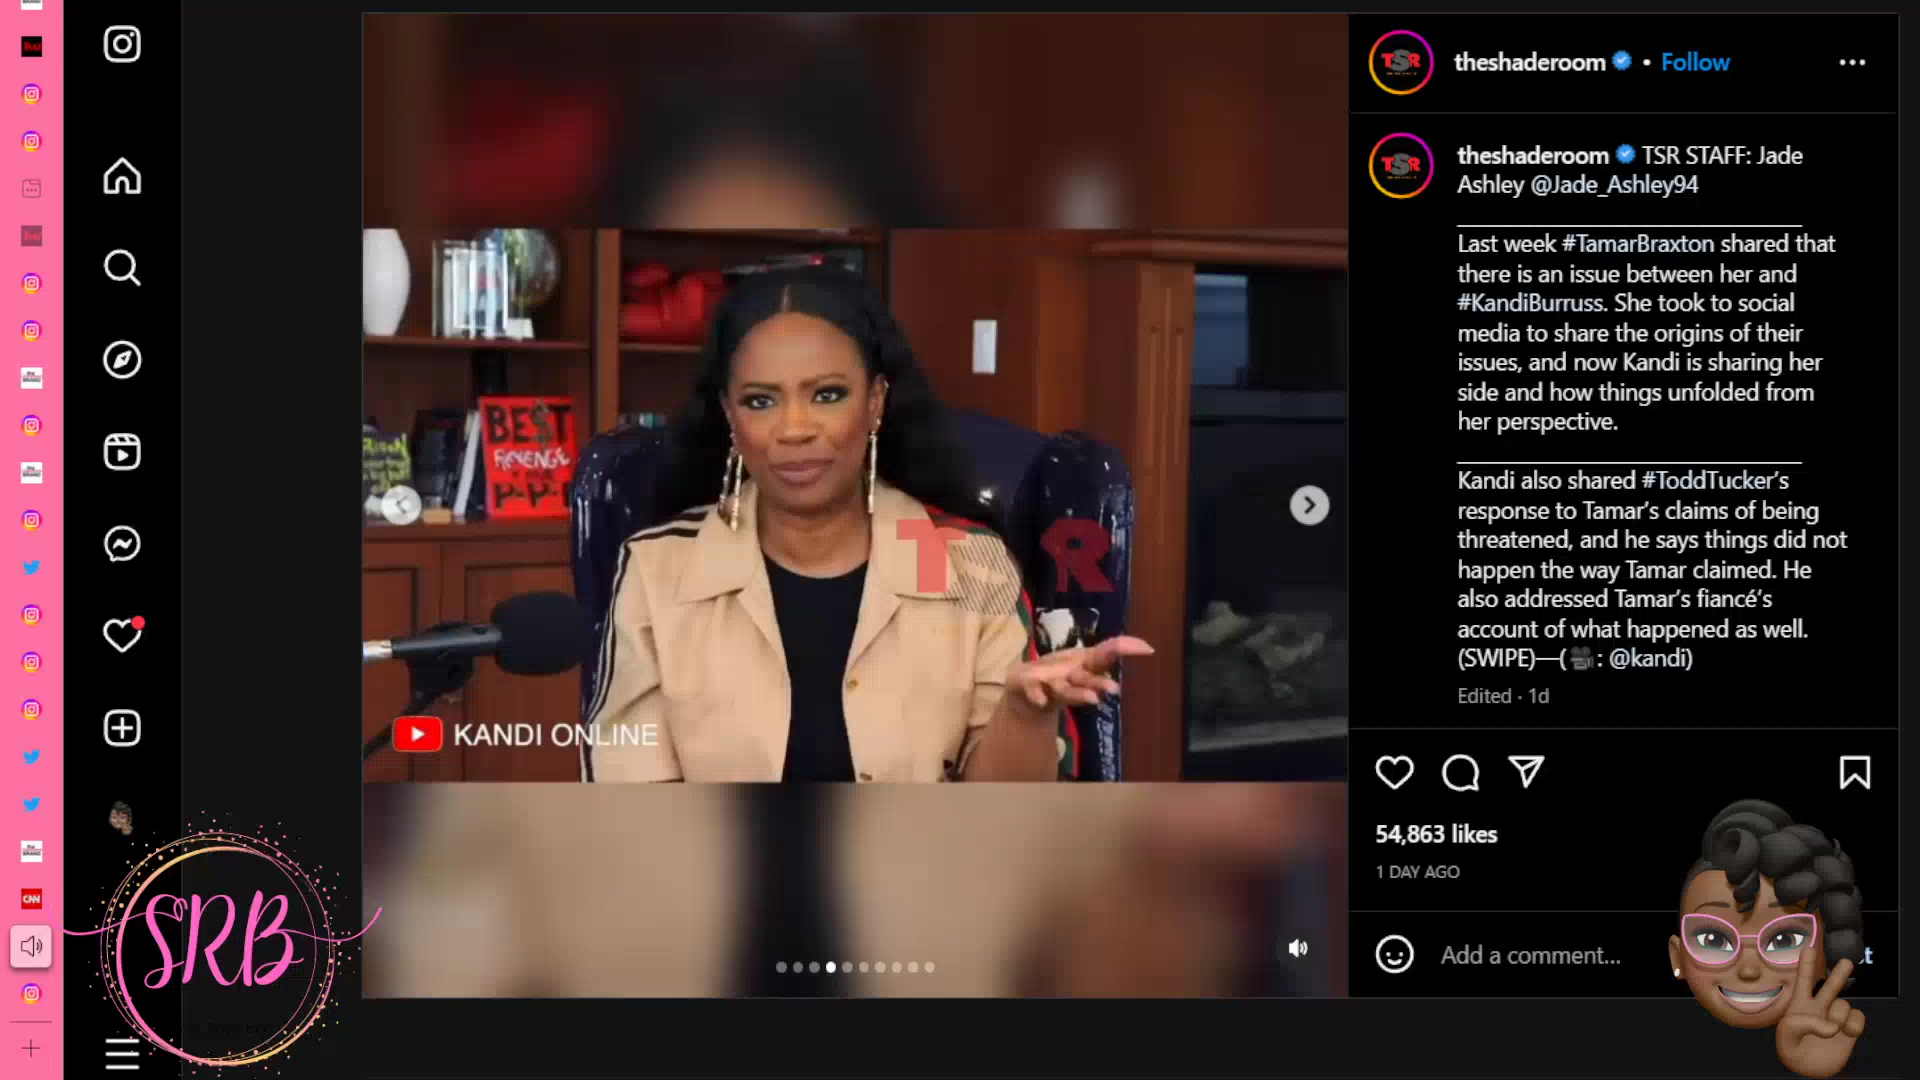 theshaderoom • Follow
theshaderoom TSR STAFF: Jade
Ashley @Jade_Ashley94
Last week #TamarBraxton shared that
there is an issue between her and
#KandiBurruss. She took to social
media to share the origins of their
issues, and now Kandi is sharing her
side and how things unfolded from
her perspective.
Kandi also shared #ToddTucker’s
response to Tamar’s claims of being
threatened, and he says things did not
happen the way Tamar claimed. He
also addressed Tamar’s fiancé’s
account of what happened as well.
(SWIPE)—(🎥: @kandi)
Edited · 1d
54,863 likes
1 DAY AGO
Add a comment...
BEST
REVENGE
KANDI ONLINE
T R
TSR
TSR
SRB
CNN